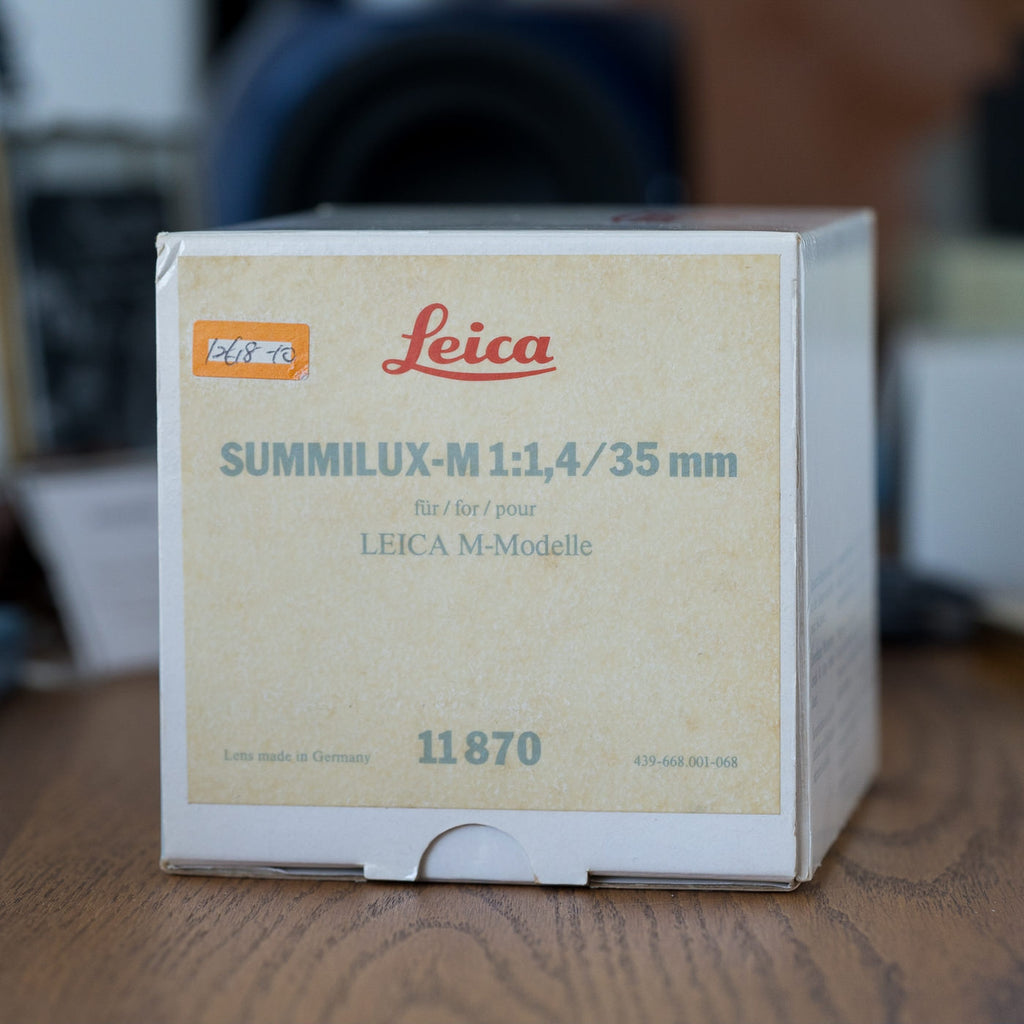 Leica
SUMMILUX-M 1:1,4/35 mm
für / for / pour
LEICA M-Modelle
Lens made in Germany
11 870
439-668.001-068